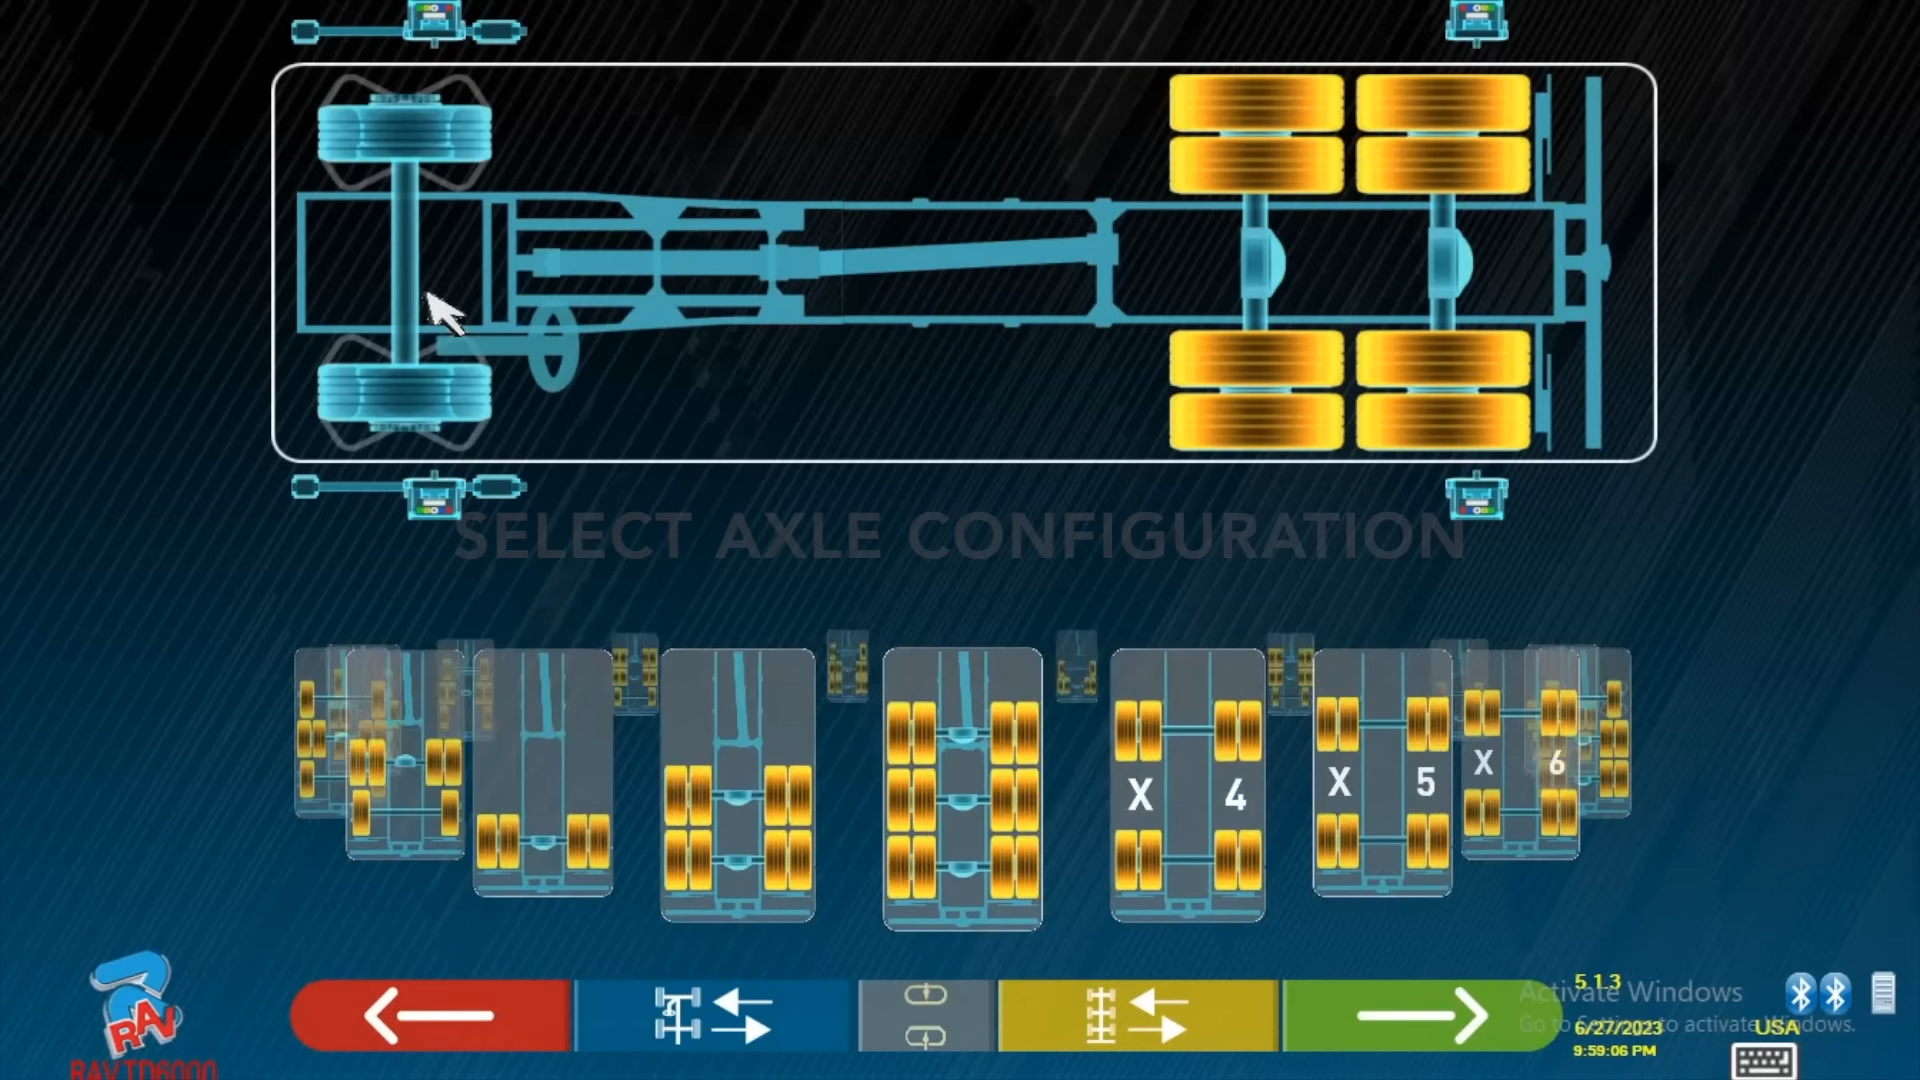 SELECT AXLE CONFIGURATION
X 4
X 5
X 6
RAV
RAVTD6000
5.1.3
Activate Windows
Go to Settings to activate Windows.
6/27/2023
USA
9:59:06 PM